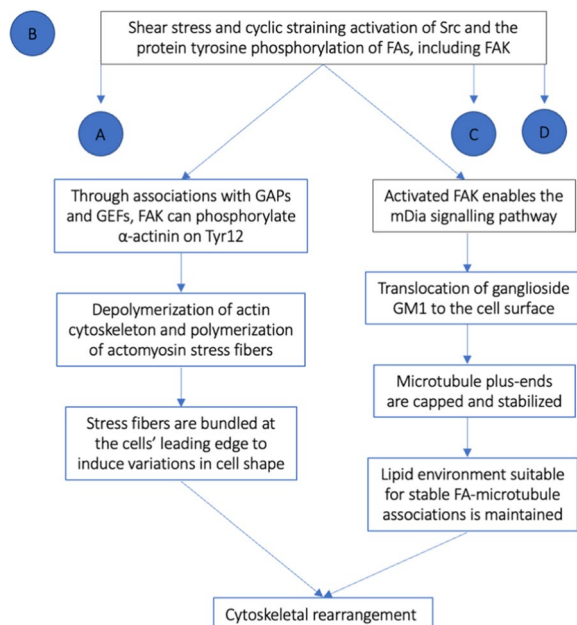 B
Shear stress and cyclic straining activation of Src and the
protein tyrosine phosphorylation of FAs, including FAK
A
C
D
Through associations with GAPs
and GEFs, FAK can phosphorylate
α-actinin on Tyr12
Activated FAK enables the
mDia signalling pathway
Depolymerization of actin
cytoskeleton and polymerization
of actomyosin stress fibers
Translocation of ganglioside
GM1 to the cell surface
Microtubule plus-ends
are capped and stabilized
Stress fibers are bundled at
the cells’ leading edge to
induce variations in cell shape
Lipid environment suitable
for stable FA-microtubule
associations is maintained
Cytoskeletal rearrangement